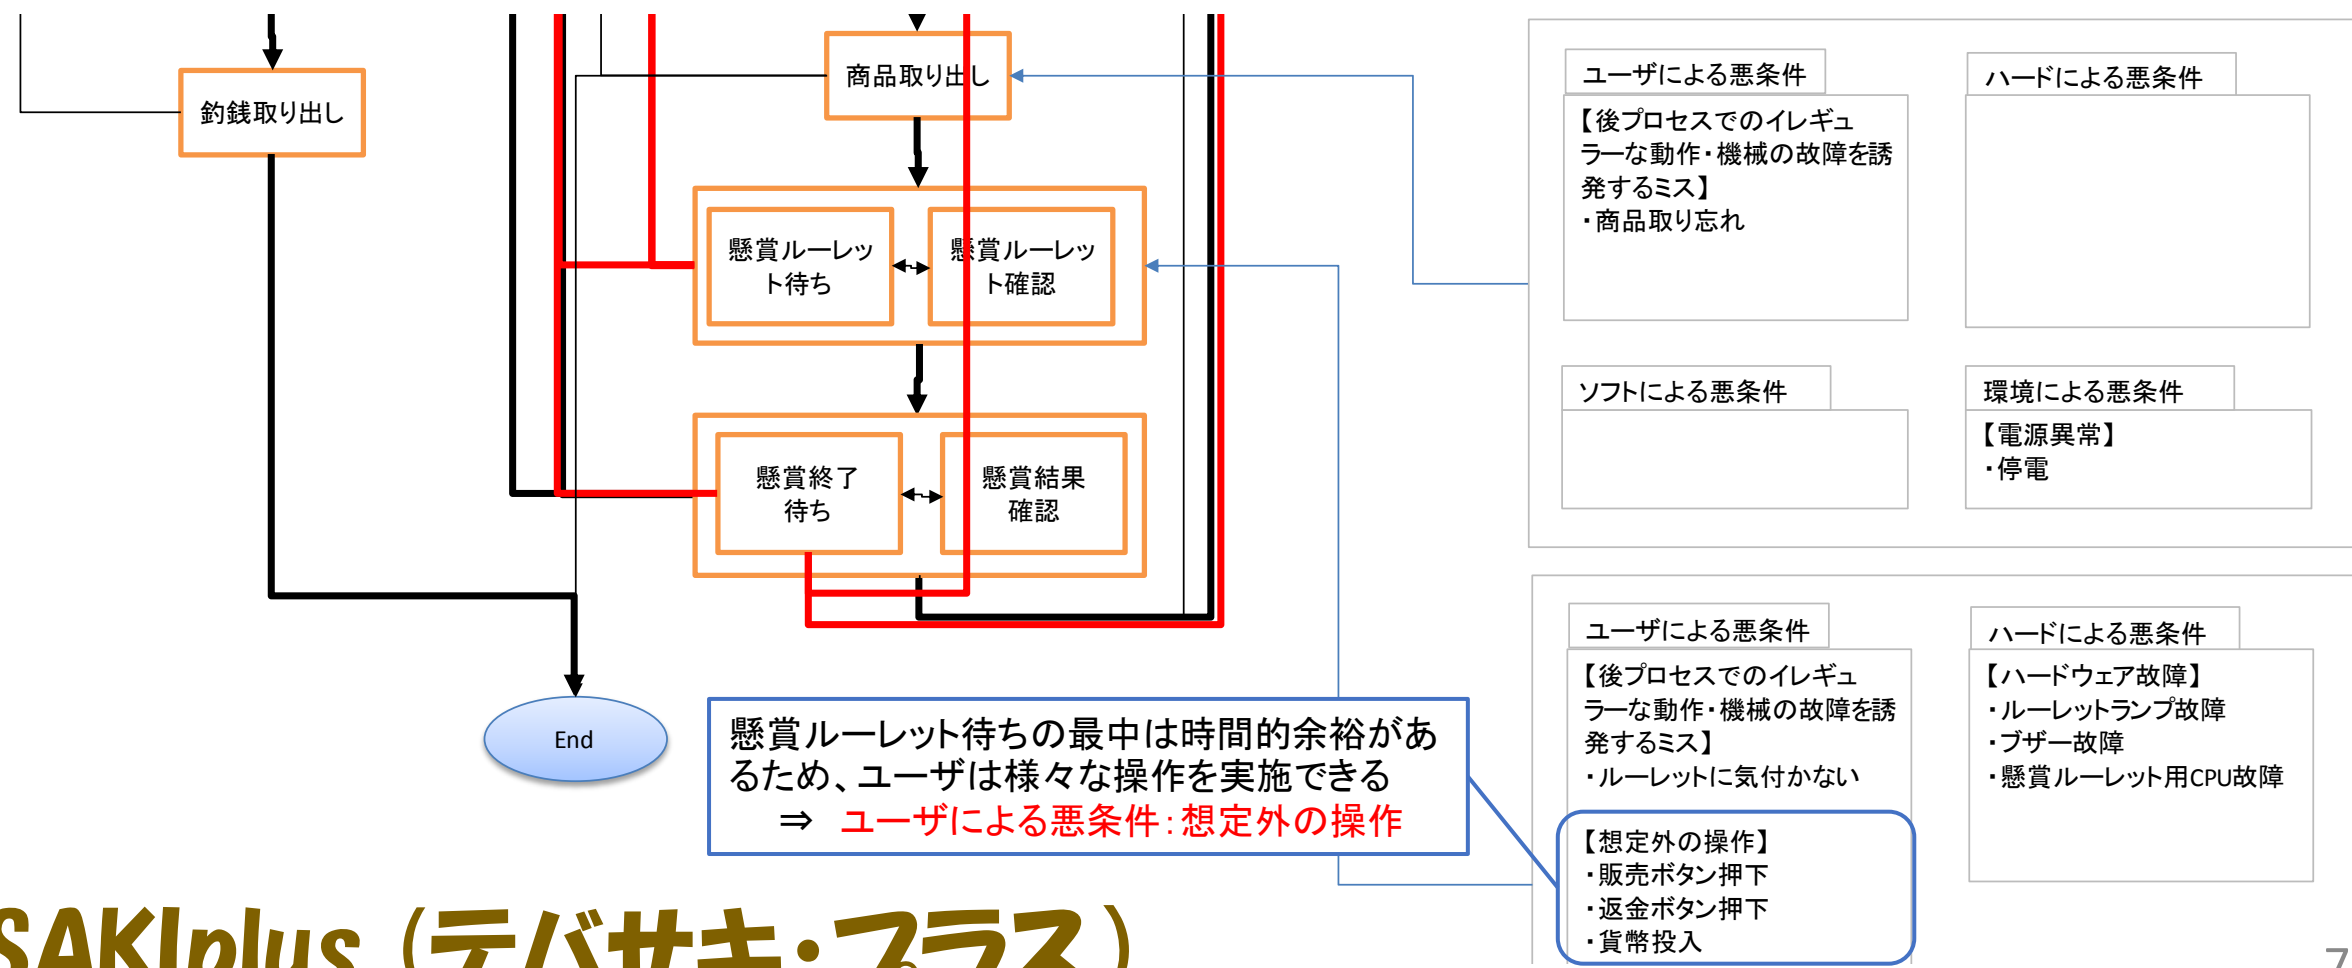 釣銭取り出し
商品取り出し
懸賞ルーレッ
ト待ち
懸賞ルーレッ
ト確認
懸賞終了
待ち
懸賞結果
確認
End
懸賞ルーレット待ちの最中は時間的余裕があ
るため、ユーザは様々な操作を実施できる
⇒ ユーザによる悪条件：想定外の操作
ユーザによる悪条件
【後プロセスでのイレギュ
ラーな動作・機械の故障を誘
発するミス】
・商品取り忘れ
ハードによる悪条件
ソフトによる悪条件
環境による悪条件
【電源異常】
・停電
ユーザによる悪条件
【後プロセスでのイレギュ
ラーな動作・機械の故障を誘
発するミス】
・ルーレットに気付かない
【想定外の操作】
・販売ボタン押下
・返金ボタン押下
・貨幣投入
ハードによる悪条件
【ハードウェア故障】
・ルーレットランプ故障
・ブザー故障
・懸賞ルーレット用CPU故障
SAKIplus (テバサキ・プラス)
7